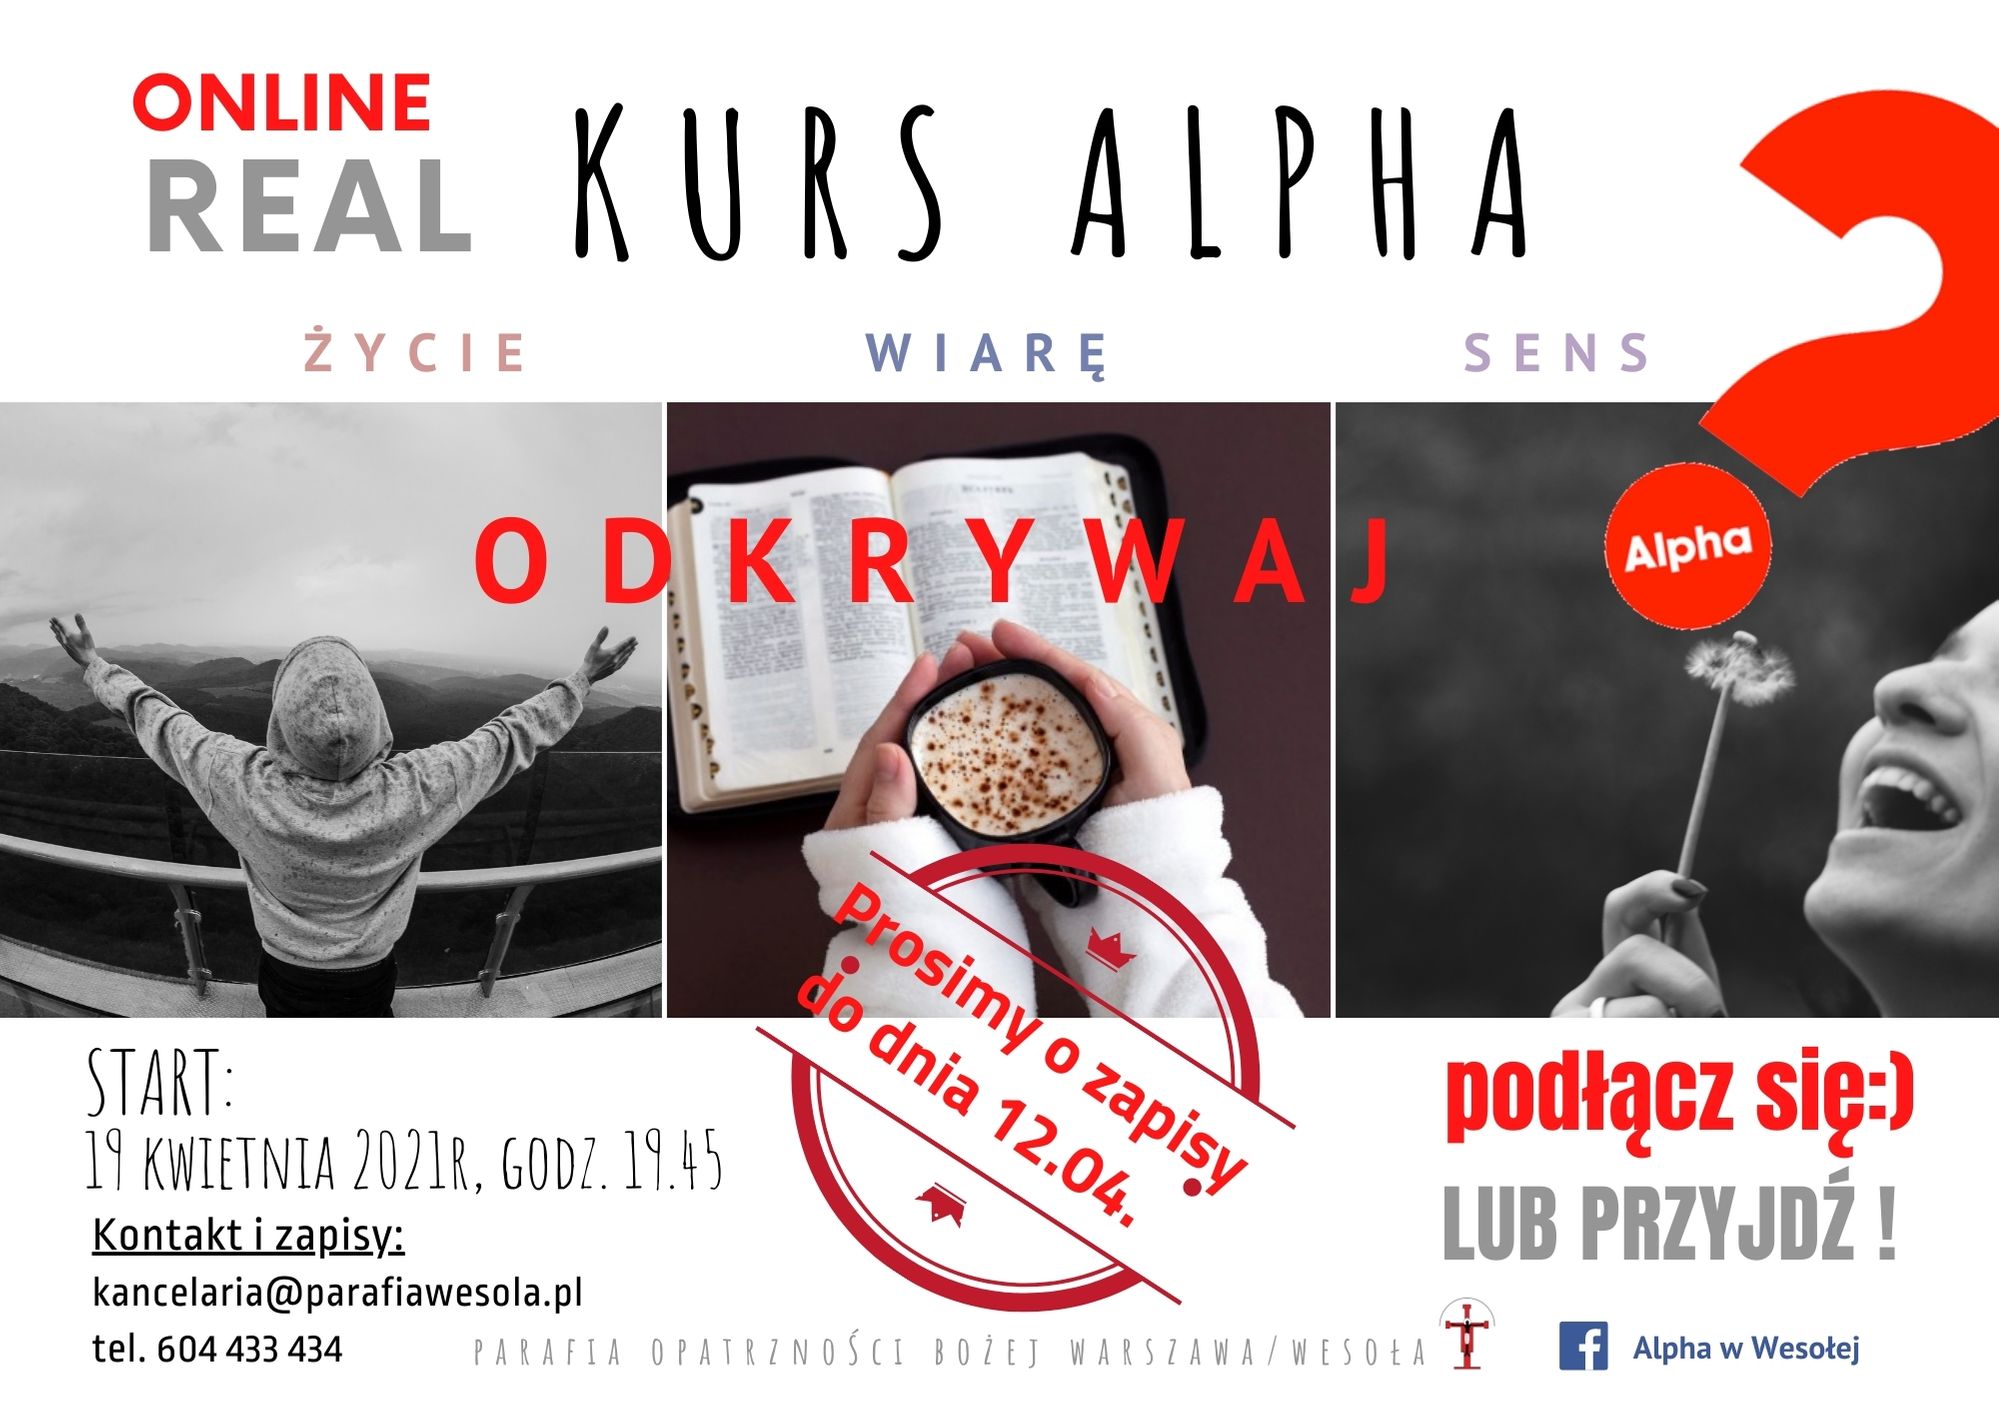 ONLINE
REAL
KURS ALPHA
ŻYCIE
WIARĘ
SENS
ODKRYWAJ
Alpha
Prosimy o zapisy
do dnia 12.04.
START:
19 KWIETNIA 2021R, GODZ. 19.45
Kontakt i zapisy:
kancelaria@parafiawesola.pl
tel. 604 433 434
podłącz się:)
LUB PRZYJDŹ !
PARAFIA OPATRZNOŚCI BOŻEJ WARSZAWA/WESOŁA
Alpha w Wesołej